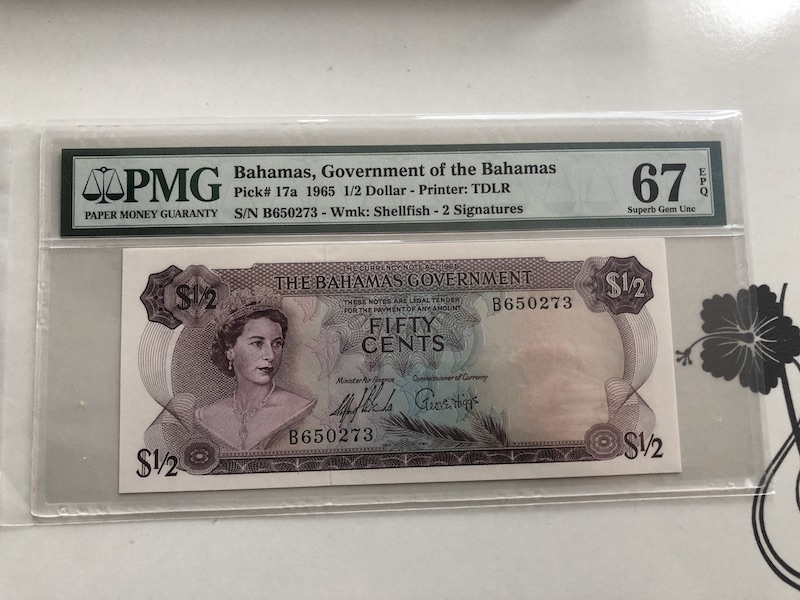 PMG
PAPER MONEY GUARANTY
Bahamas, Government of the Bahamas
Pick# 17a 1965 1/2 Dollar - Printer: TDLR
S/N B650273 - Wmk: Shellfish - 2 Signatures
67 EPQ
Superb Gem Unc
THE CURRENCY NOTE ACT 1965
$1/2 THE BAHAMAS GOVERNMENT $1/2
THESE NOTES ARE LEGAL TENDER
FOR THE PAYMENT OF ANY AMOUNT
B650273
FIFTY
CENTS
Minister for Finance Commissioner of Currency
George Higgs
B650273
$1/2 $1/2